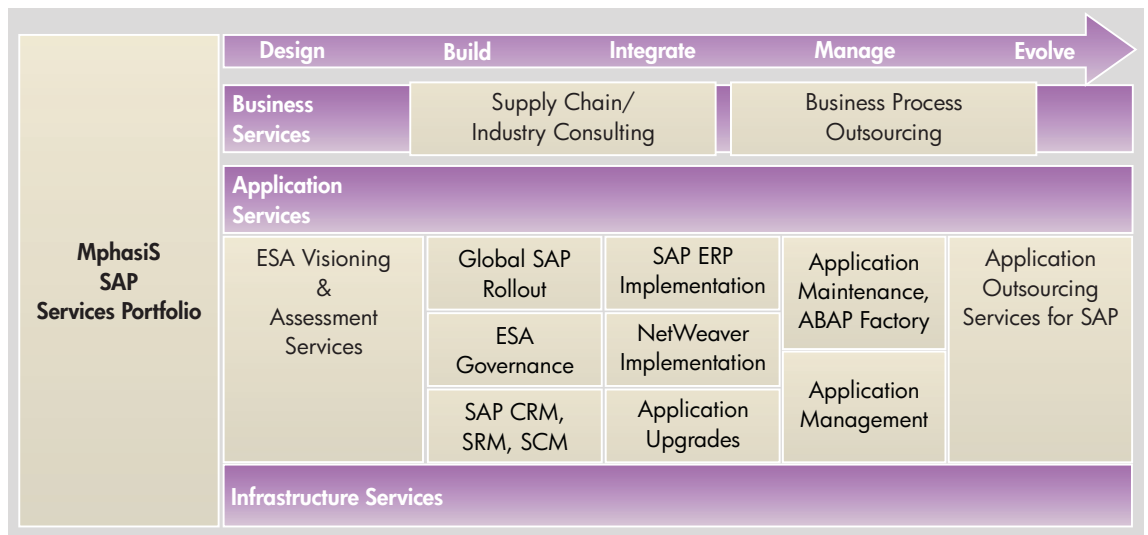 Design Build Integrate Manage Evolve
Business
Services
Supply Chain/
Industry Consulting
Business Process
Outsourcing
Application
Services
MphasiS
SAP
Services Portfolio
ESA Visioning
&
Assessment
Services
Global SAP
Rollout
ESA
Governance
SAP CRM,
SRM, SCM
SAP ERP
Implementation
NetWeaver
Implementation
Application
Upgrades
Application
Maintenance,
ABAP Factory
Application
Management
Application
Outsourcing
Services for SAP
Infrastructure Services